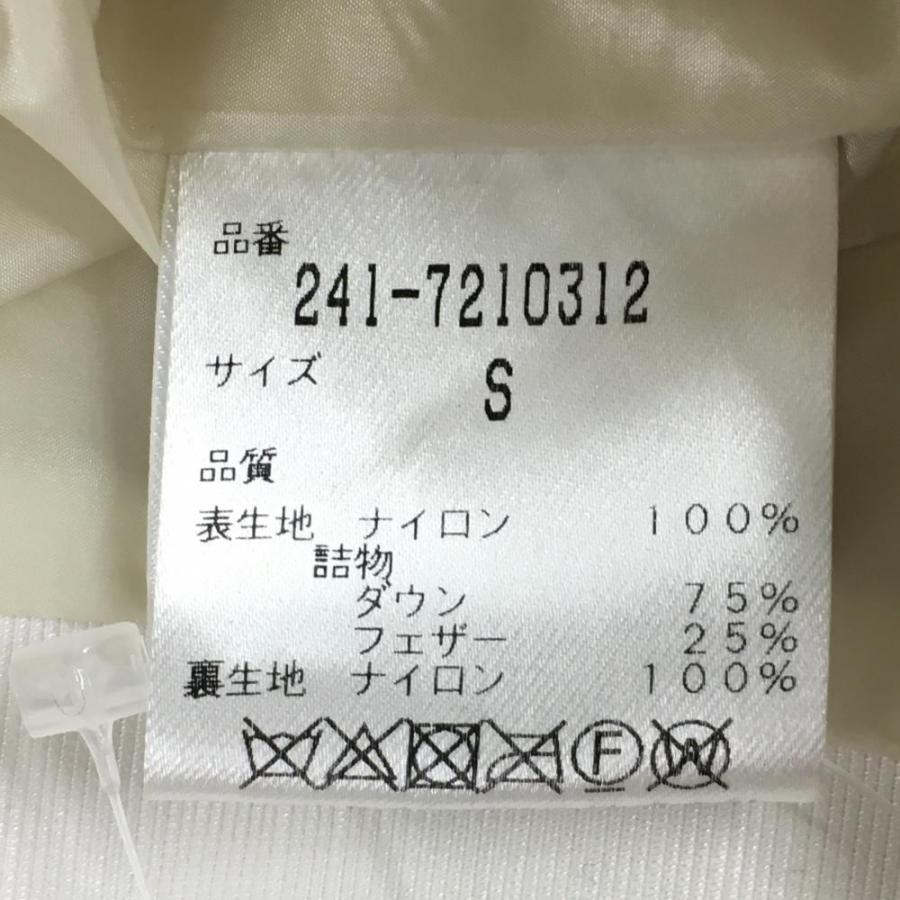 品番
241-7210312
サイズ S
品質
表生地 ナイロン 100%
詰物
ダウン 75%
フェザー 25%
裏生地 ナイロン 100%
F W